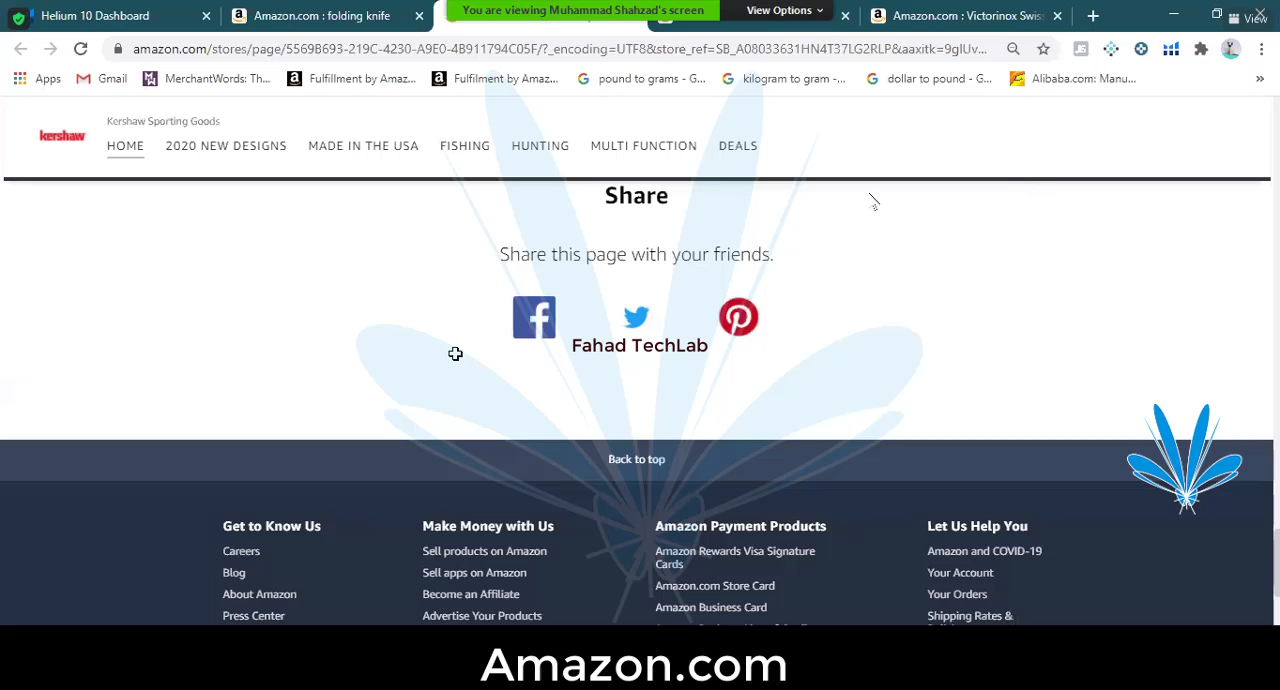 Helium 10 Dashboard
Amazon.com : folding knife
You are viewing Muhammad Shahzad's screen
View Options
Amazon.com : Victorinox Swis
View
amazon.com/stores/page/5569B693-219C-4230-A9E0-4B911794C05F/?_encoding=UTF8&store_ref=SB_A08033631HN4T37LG2RLP&aaxitk=9glUv...
Apps
Gmail
MerchantWords: Th...
Fulfillment by Amaz...
Fulfilment by Amaz...
pound to grams - G...
kilogram to gram -...
dollar to pound - G...
Alibaba.com: Manu...
kershaw
Kershaw Sporting Goods
HOME
2020 NEW DESIGNS
MADE IN THE USA
FISHING
HUNTING
MULTI FUNCTION
DEALS
Share
Share this page with your friends.
Fahad TechLab
Back to top
Get to Know Us
Careers
Blog
About Amazon
Press Center
Make Money with Us
Sell products on Amazon
Sell apps on Amazon
Become an Affiliate
Advertise Your Products
Amazon Payment Products
Amazon Rewards Visa Signature
Cards
Amazon.com Store Card
Amazon Business Card
Let Us Help You
Amazon and COVID-19
Your Account
Your Orders
Shipping Rates &
Amazon.com